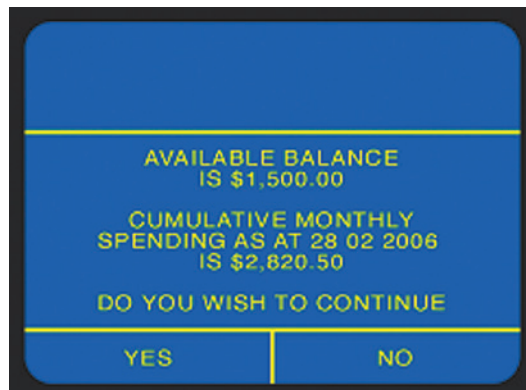 AVAILABLE BALANCE
IS $1,500.00
CUMULATIVE MONTHLY
SPENDING AS AT 28 02 2006
IS $2,820.50
DO YOU WISH TO CONTINUE
YES
NO